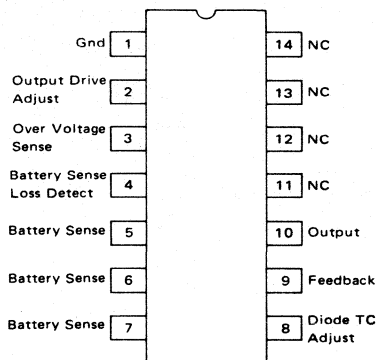 Gnd 1
14 NC
Output Drive
Adjust
2
13 NC
Over Voltage
Sense
3
12 NC
Battery Sense
Loss Detect
4
11 NC
Battery Sense 5
10 Output
Battery Sense 6
9 Feedback
Battery Sense 7
8
Diode TC
Adjust